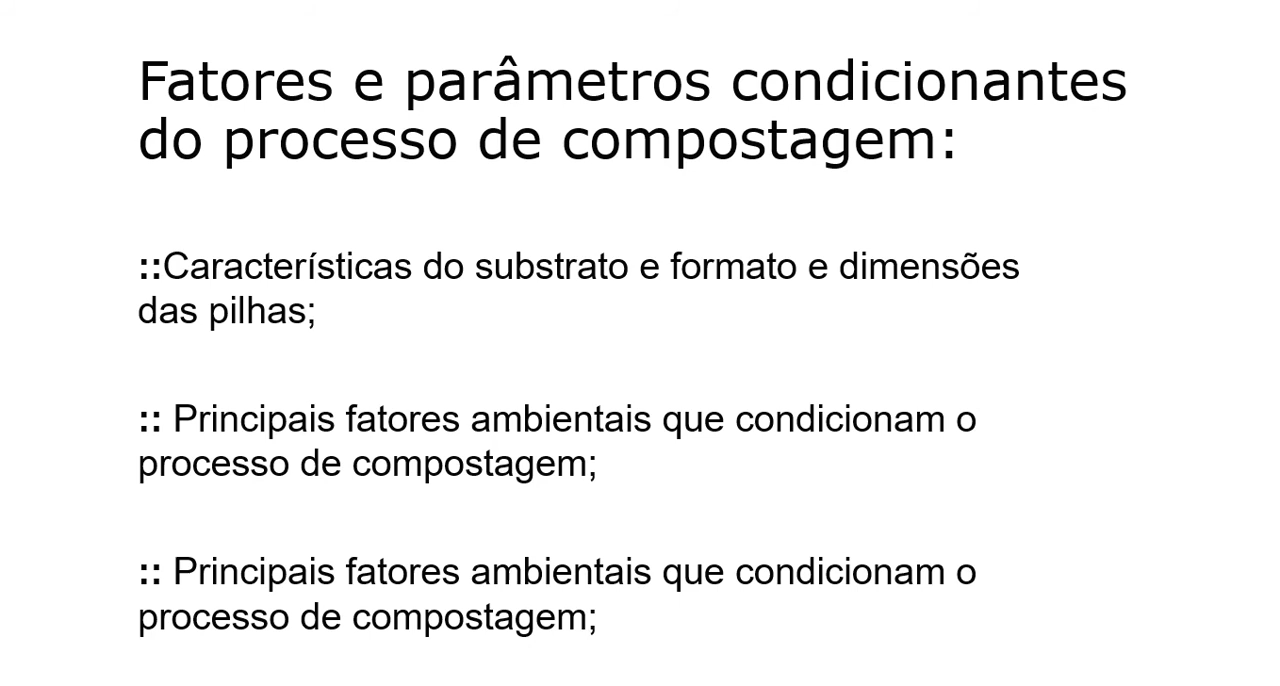 Fatores e parâmetros condicionantes
do processo de compostagem:
::Características do substrato e formato e dimensões
das pilhas;
:: Principais fatores ambientais que condicionam o
processo de compostagem;
:: Principais fatores ambientais que condicionam o
processo de compostagem;